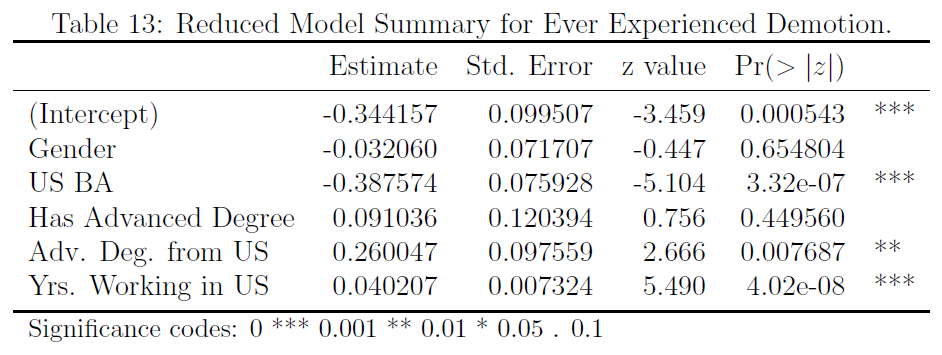 Table 13: Reduced Model Summary for Ever Experienced Demotion.
Estimate Std. Error z value Pr(> |z|)
(Intercept) -0.344157 0.099507 -3.459 0.000543 ***
Gender -0.032060 0.071707 -0.447 0.654804
US BA -0.387574 0.075928 -5.104 3.32e-07 ***
Has Advanced Degree 0.091036 0.120394 0.756 0.449560
Adv. Deg. from US 0.260047 0.097559 2.666 0.007687 **
Yrs. Working in US 0.040207 0.007324 5.490 4.02e-08 ***
Significance codes: 0 *** 0.001 ** 0.01 * 0.05 . 0.1